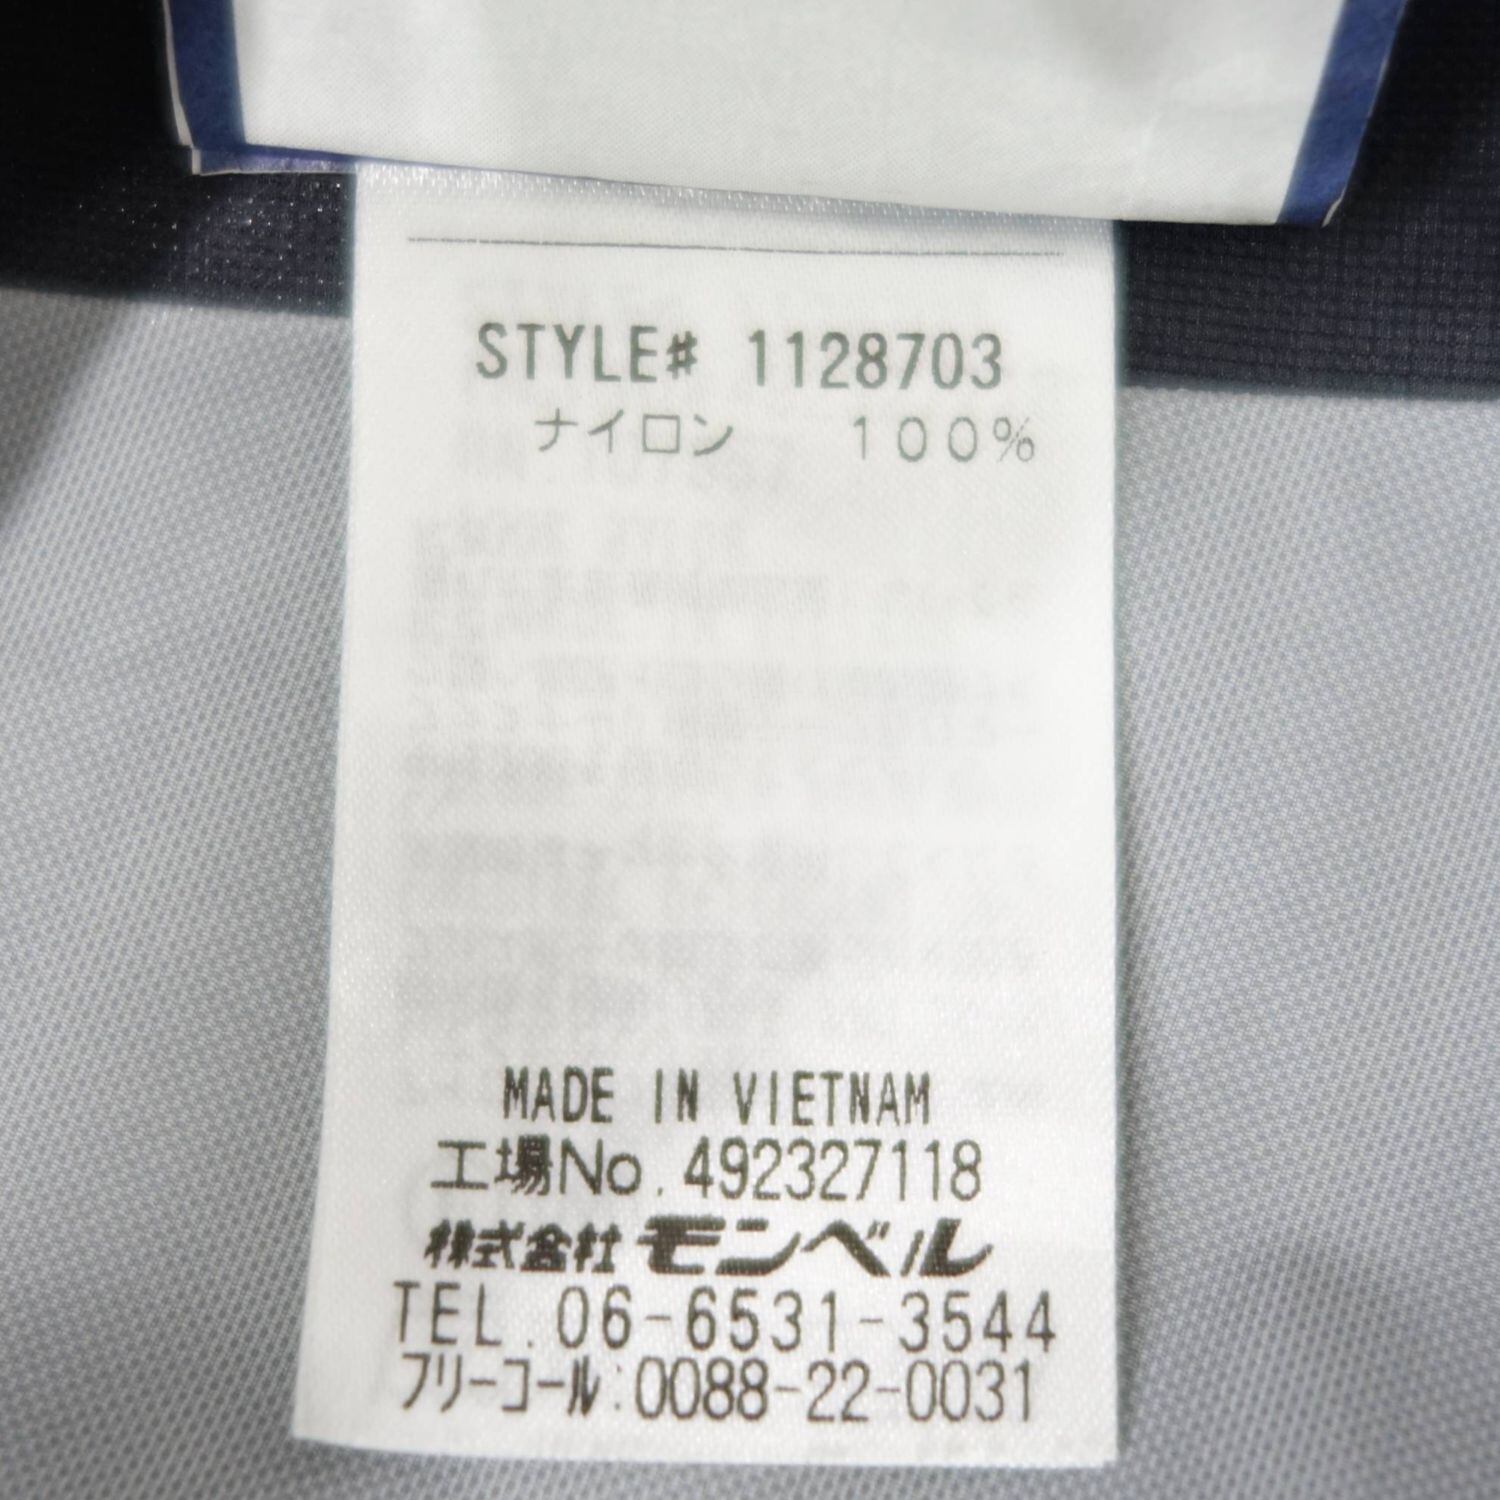 STYLE# 1128703
ナイロン 100%
MADE IN VIETNAM
工場No.492327118
株式会社モンベル
TEL.06-6531-3544
フリーコール:0088-22-0031